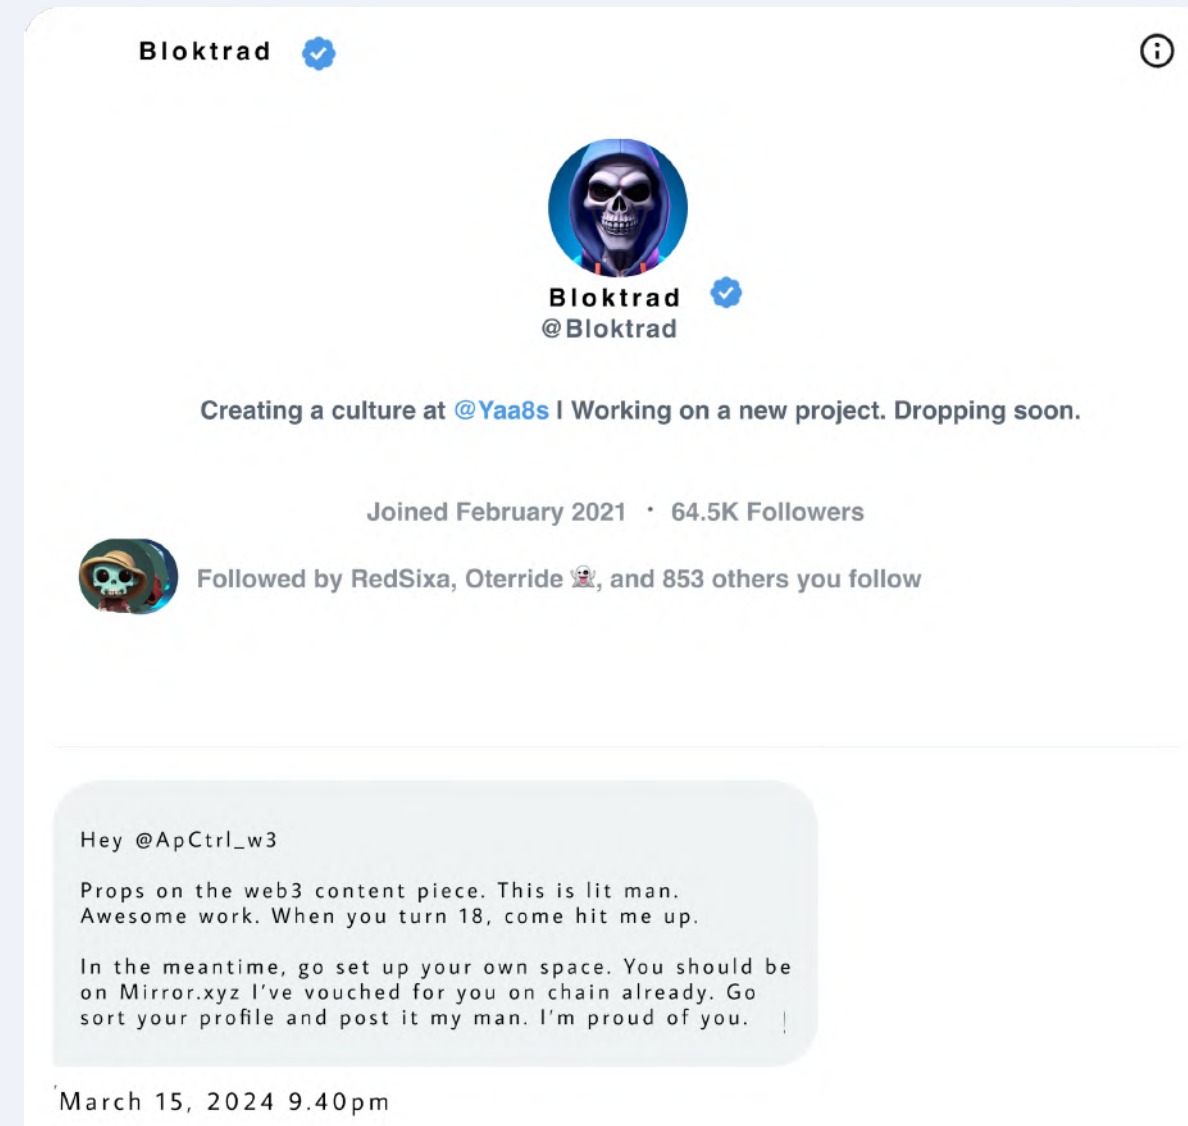 Bloktrad
Bloktrad
@Bloktrad
Creating a culture at @Yaa8s I Working on a new project. Dropping soon.
Joined February 2021 · 64.5K Followers
Followed by RedSixa, Oterride 👻, and 853 others you follow
Hey @ApCtrl_w3
Props on the web3 content piece. This is lit man.
Awesome work. When you turn 18, come hit me up.
In the meantime, go set up your own space. You should be
on Mirror.xyz I've vouched for you on chain already. Go
sort your profile and post it my man. I'm proud of you.
March 15, 2024 9.40pm